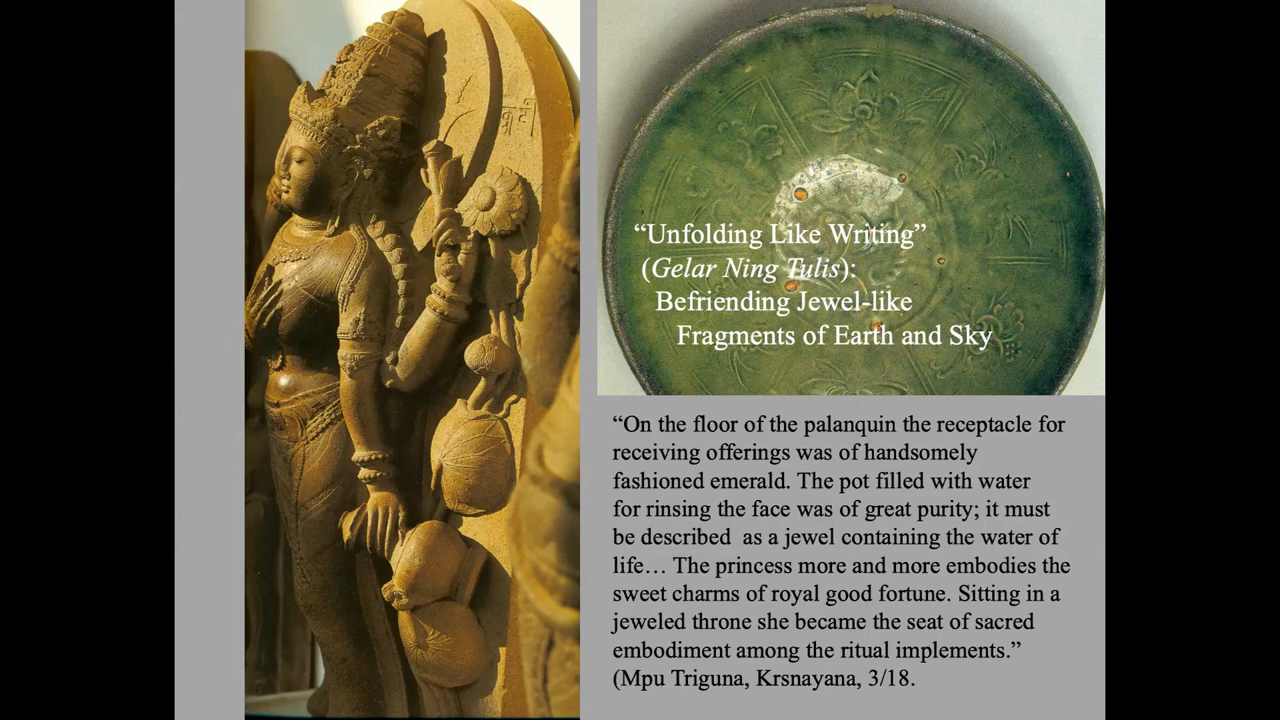 “Unfolding Like Writing”
(Gelar Ning Tulis):
Befriending Jewel-like
Fragments of Earth and Sky
“On the floor of the palanquin the receptacle for
receiving offerings was of handsomely
fashioned emerald. The pot filled with water
for rinsing the face was of great purity; it must
be described  as a jewel containing the water of
life… The princess more and more embodies the
sweet charms of royal good fortune. Sitting in a
jeweled throne she became the seat of sacred
embodiment among the ritual implements.”
(Mpu Triguna, Krsnayana, 3/18.